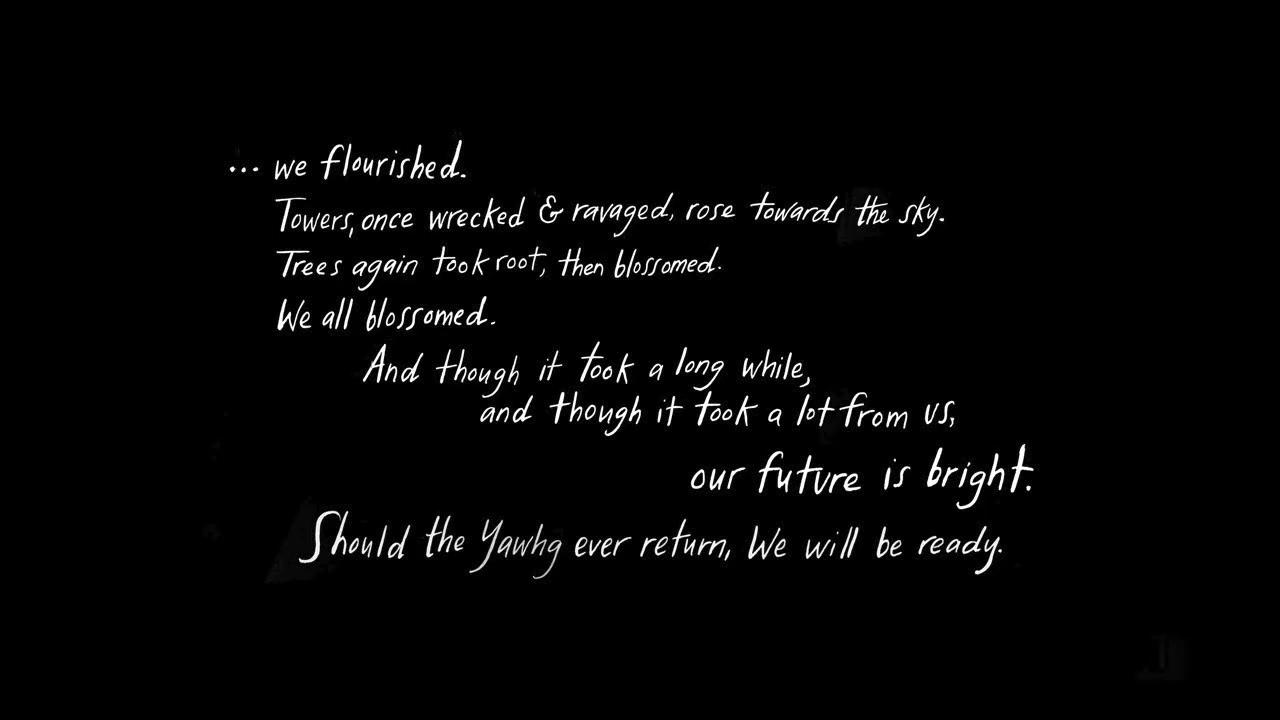 ... we flourished.
Towers, once wrecked & ravaged, rose towards the sky.
Trees again took root, then blossomed.
We all blossomed.
And though it took a long while,
and though it took a lot from us,
our future is bright.
Should the Yawhg ever return, We will be ready.